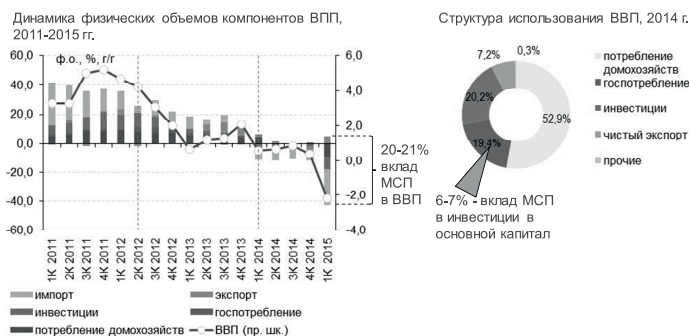 Динамика физических объемов компонентов ВПП,
2011-2015 гг.
ф.о., %, г/г
60,0
40,0
20,0
0,0
-20,0
-40,0
-60,0
6,0
4,0
2,0
0,0
-2,0
-4,0
20-21%
вклад
МСП
в ВВП
1К 2011
2К 2011
3К 2011
4К 2011
1К 2012
2К 2012
3К 2012
4К 2012
1К 2013
2К 2013
3К 2013
4К 2013
1К 2014
2К 2014
3К 2014
4К 2014
1К 2015
импорт
экспорт
инвестиции
госпотребление
потребление домохозяйств
ВВП (пр. шк.)
Структура использования ВВП, 2014 г.
7,2%
0,3%
20,2%
52,9%
19,4%
потребление
домохозяйств
госпотребление
инвестиции
чистый экспорт
прочие
6-7% - вклад МСП
в инвестиции в
основной капитал